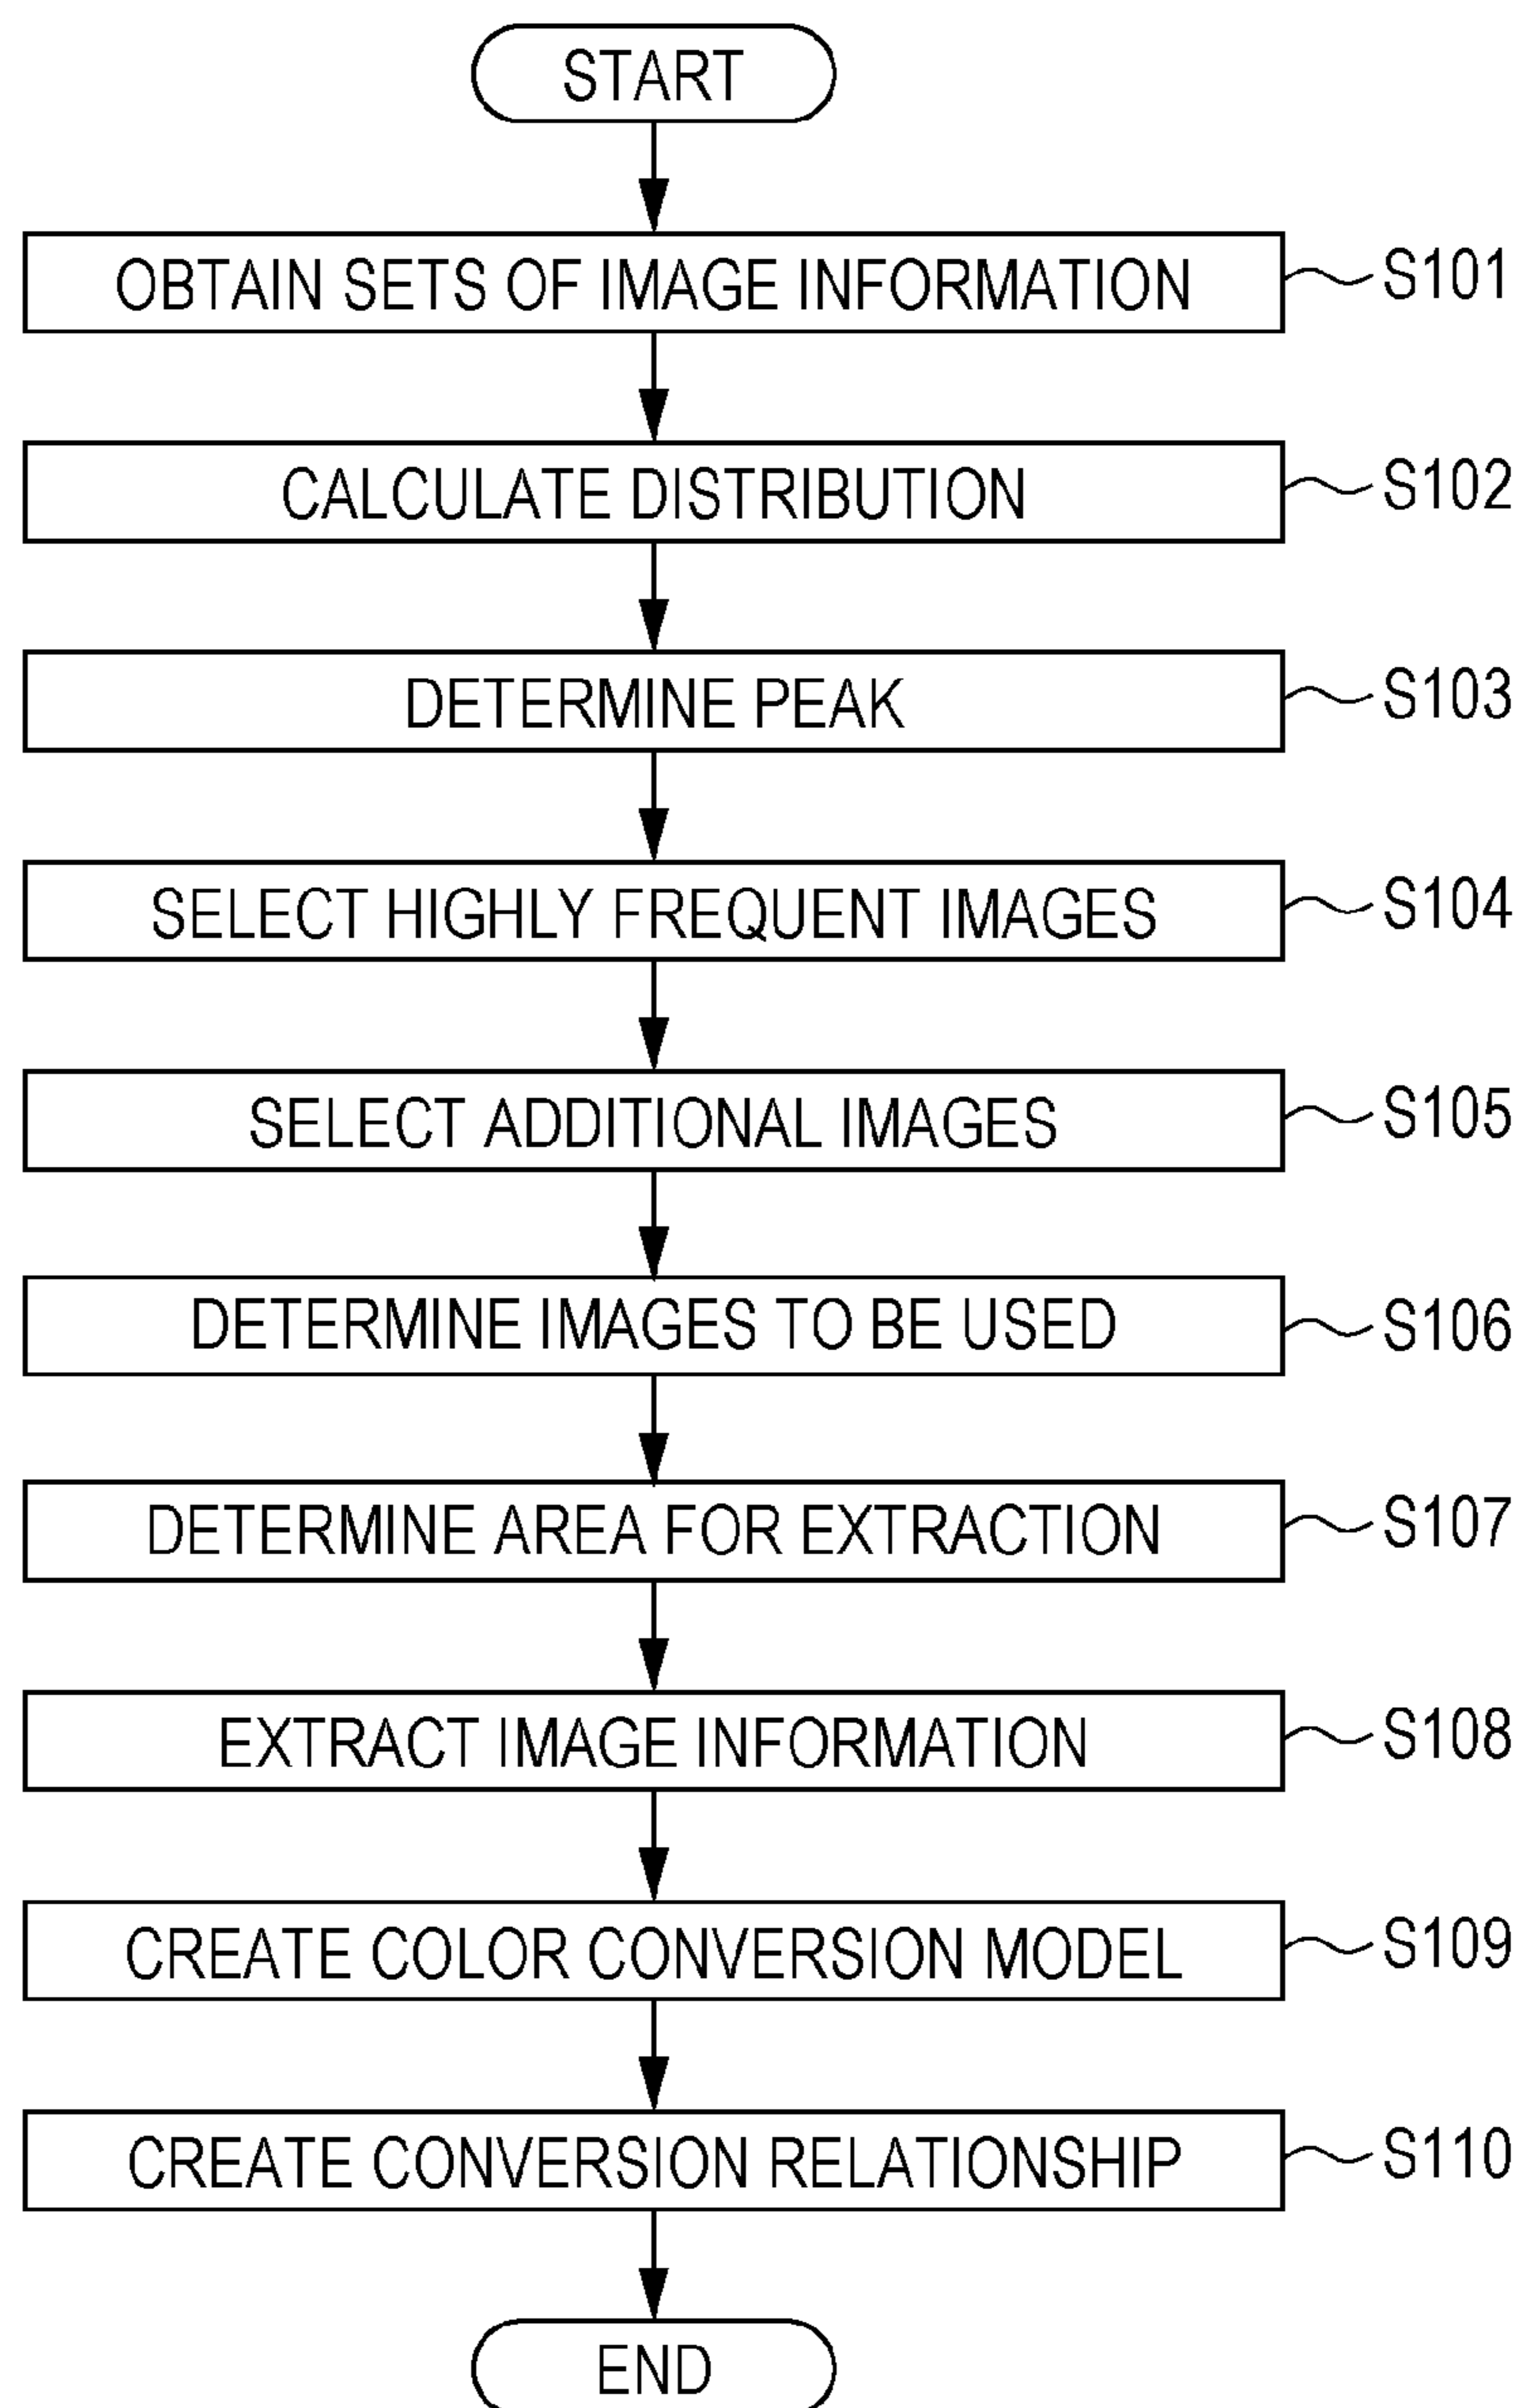 START
OBTAIN SETS OF IMAGE INFORMATION S101
CALCULATE DISTRIBUTION S102
DETERMINE PEAK S103
SELECT HIGHLY FREQUENT IMAGES S104
SELECT ADDITIONAL IMAGES S105
DETERMINE IMAGES TO BE USED S106
DETERMINE AREA FOR EXTRACTION S107
EXTRACT IMAGE INFORMATION S108
CREATE COLOR CONVERSION MODEL S109
CREATE CONVERSION RELATIONSHIP S110
END